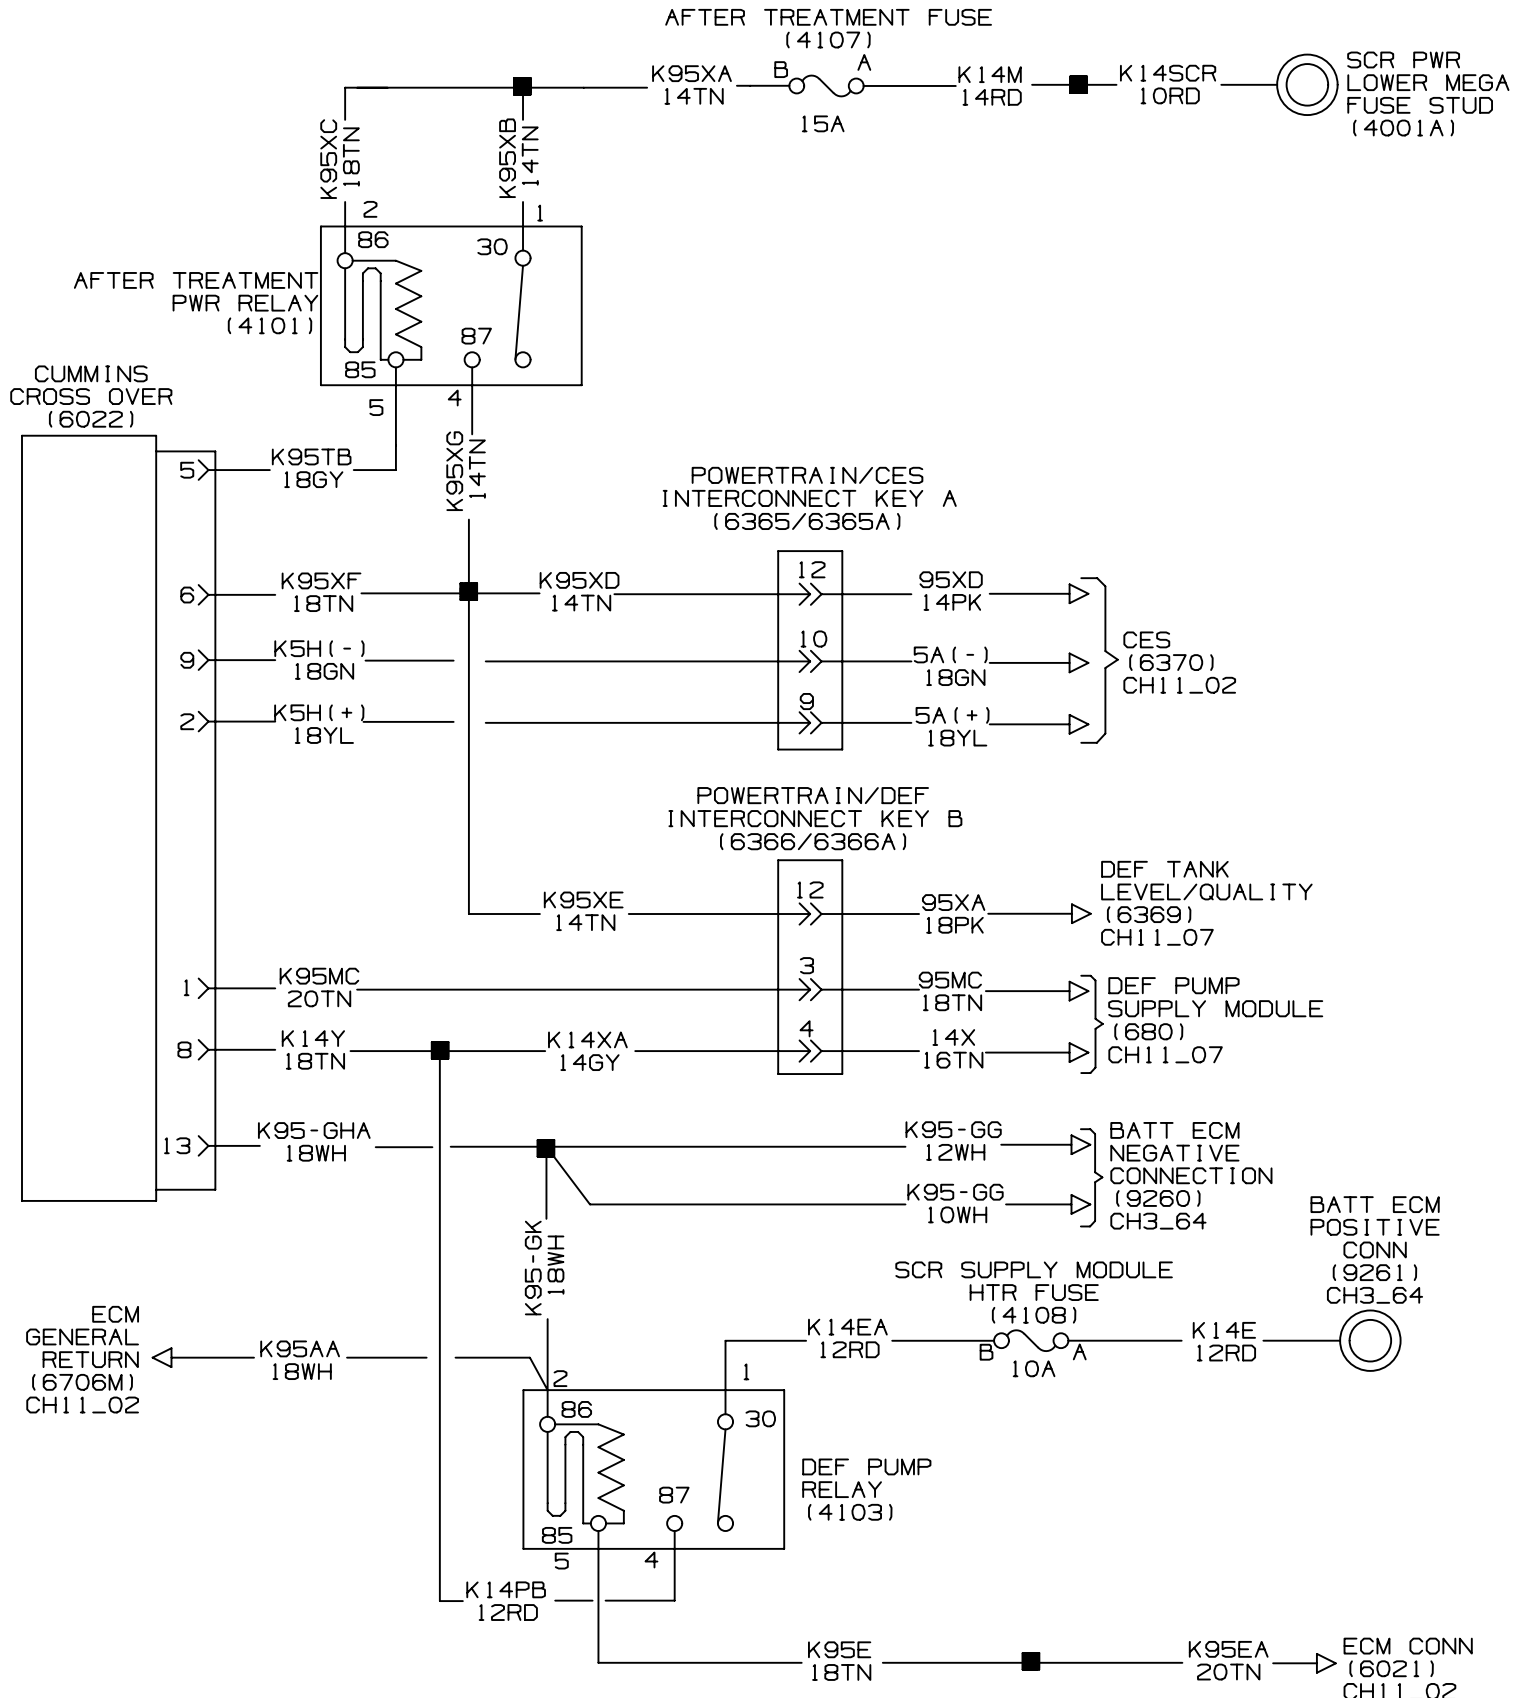 AFTER TREATMENT FUSE
(4107)
B
A
15A
K95XA
14TN
K14M
14RD
K14SCR
10RD
SCR PWR
LOWER MEGA
FUSE STUD
(4001A)
K95XC
18TN
K95XB
14TN
2
1
86
30
87
85
5
4
AFTER TREATMENT
PWR RELAY
(4101)
CUMMINS
CROSS OVER
(6022)
5
K95TB
18GY
K95XG
14TN
POWERTRAIN/CES
INTERCONNECT KEY A
(6365/6365A)
6
K95XF
18TN
K95XD
14TN
12
95XD
14PK
9
K5H(-)
18GN
10
5A(-)
18GN
2
K5H(+)
18YL
9
5A(+)
18YL
CES
(6370)
CH11_02
POWERTRAIN/DEF
INTERCONNECT KEY B
(6366/6366A)
K95XE
14TN
12
95XA
18PK
DEF TANK
LEVEL/QUALITY
(6369)
CH11_07
1
K95MC
20TN
3
95MC
18TN
8
K14Y
18TN
K14XA
14GY
4
14X
16TN
DEF PUMP
SUPPLY MODULE
(680)
CH11_07
13
K95-GHA
18WH
K95-GG
12WH
K95-GG
10WH
BATT ECM
NEGATIVE
CONNECTION
(9260)
CH3_64
K95-GK
18WH
BATT ECM
POSITIVE
CONN
(9261)
CH3_64
SCR SUPPLY MODULE
HTR FUSE
(4108)
B
A
10A
K14EA
12RD
K14E
12RD
ECM
GENERAL
RETURN
(6706M)
CH11_02
K95AA
18WH
2
1
86
30
87
85
5
4
DEF PUMP
RELAY
(4103)
K14PB
12RD
K95E
18TN
K95EA
20TN
ECM CONN
(6021)
CH11_02